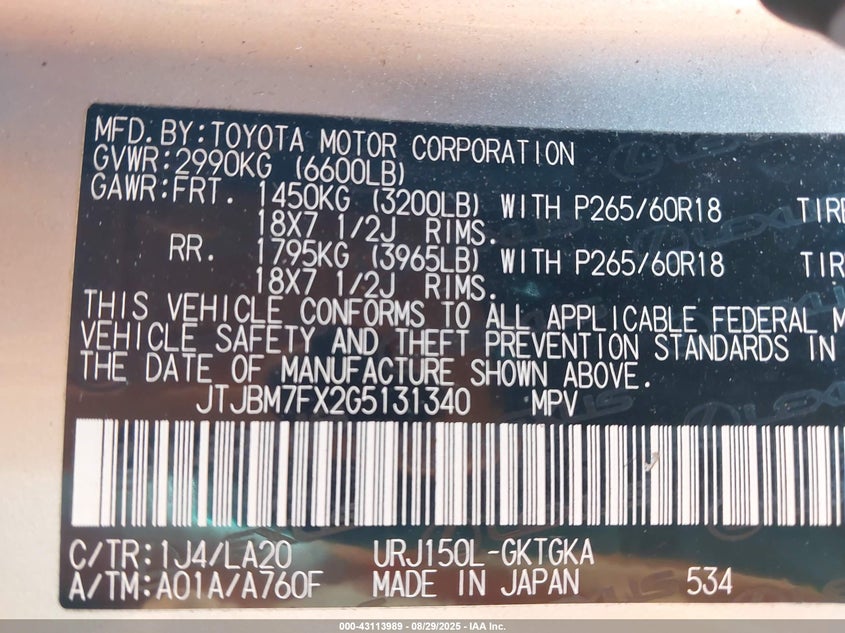 MFD. BY: TOYOTA MOTOR CORPORATION
GVWR: 2990KG (6600LB)
GAWR: FRT. 1450KG (3200LB) WITH P265/60R18 TIRE
18X7 1/2J RIMS.
RR. 1795KG (3965LB) WITH P265/60R18 TIR
18X7 1/2J RIMS.
THIS VEHICLE CONFORMS TO ALL APPLICABLE FEDERAL M
VEHICLE SAFETY AND THEFT PREVENTION STANDARDS IN
THE DATE OF MANUFACTURE SHOWN ABOVE.
JTJBM7FX2G5131340 MPV
C/TR: 1J4/LA20 URJ150L-GKTGKA
A/TM: A01A/A760F MADE IN JAPAN 534
000-43113989 - 08/29/2025 - IAA Inc.